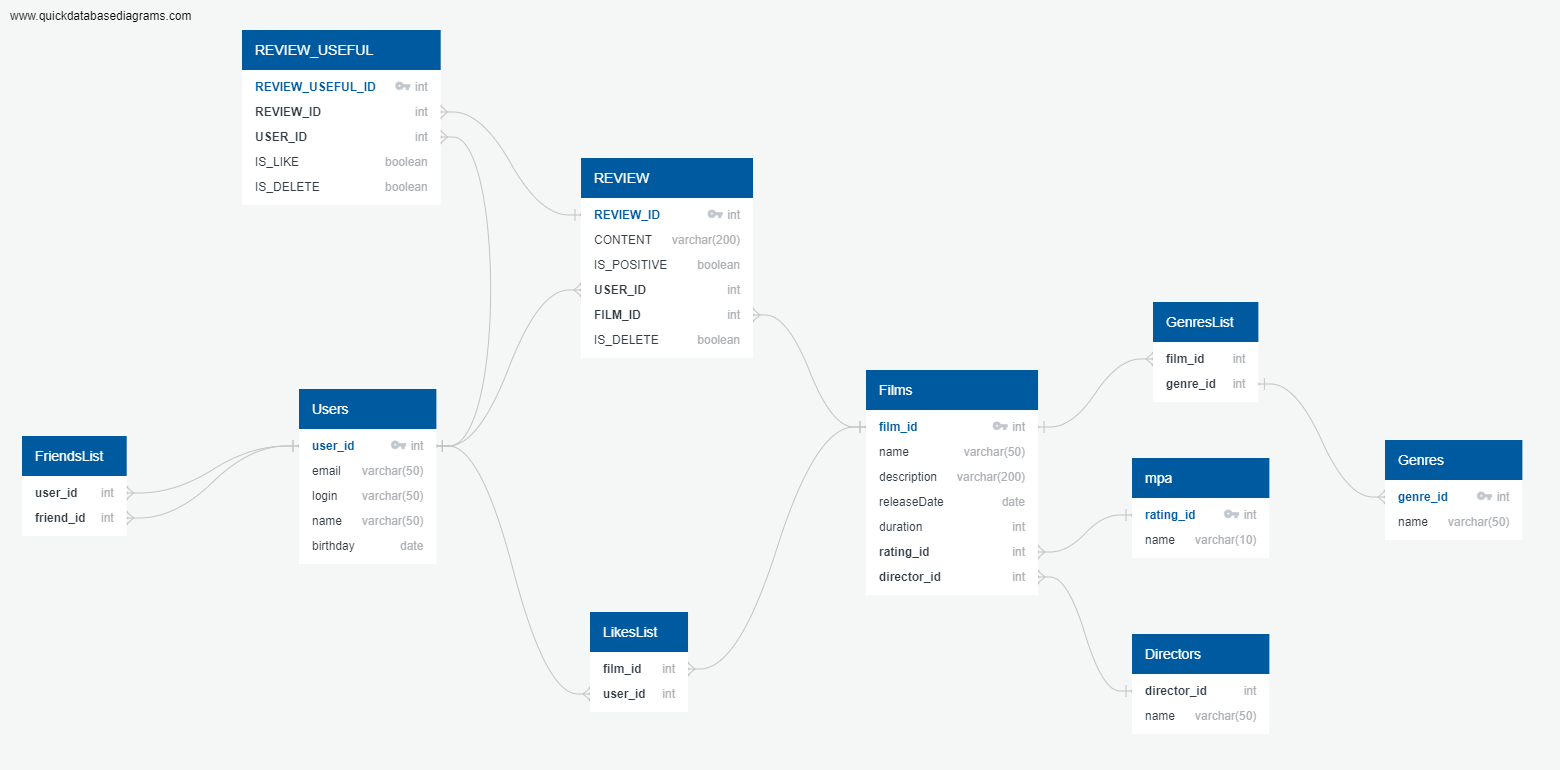 www.quickdatabasediagrams.com
REVIEW_USEFUL
REVIEW_USEFUL_ID int
REVIEW_ID int
USER_ID int
IS_LIKE boolean
IS_DELETE boolean
REVIEW
REVIEW_ID int
CONTENT varchar(200)
IS_POSITIVE boolean
USER_ID int
FILM_ID int
IS_DELETE boolean
FriendsList
user_id int
friend_id int
Users
user_id int
email varchar(50)
login varchar(50)
name varchar(50)
birthday date
LikesList
film_id int
user_id int
Films
film_id int
name varchar(50)
description varchar(200)
releaseDate date
duration int
rating_id int
director_id int
GenresList
film_id int
genre_id int
mpa
rating_id int
name varchar(10)
Directors
director_id int
name varchar(50)
Genres
genre_id int
name varchar(50)